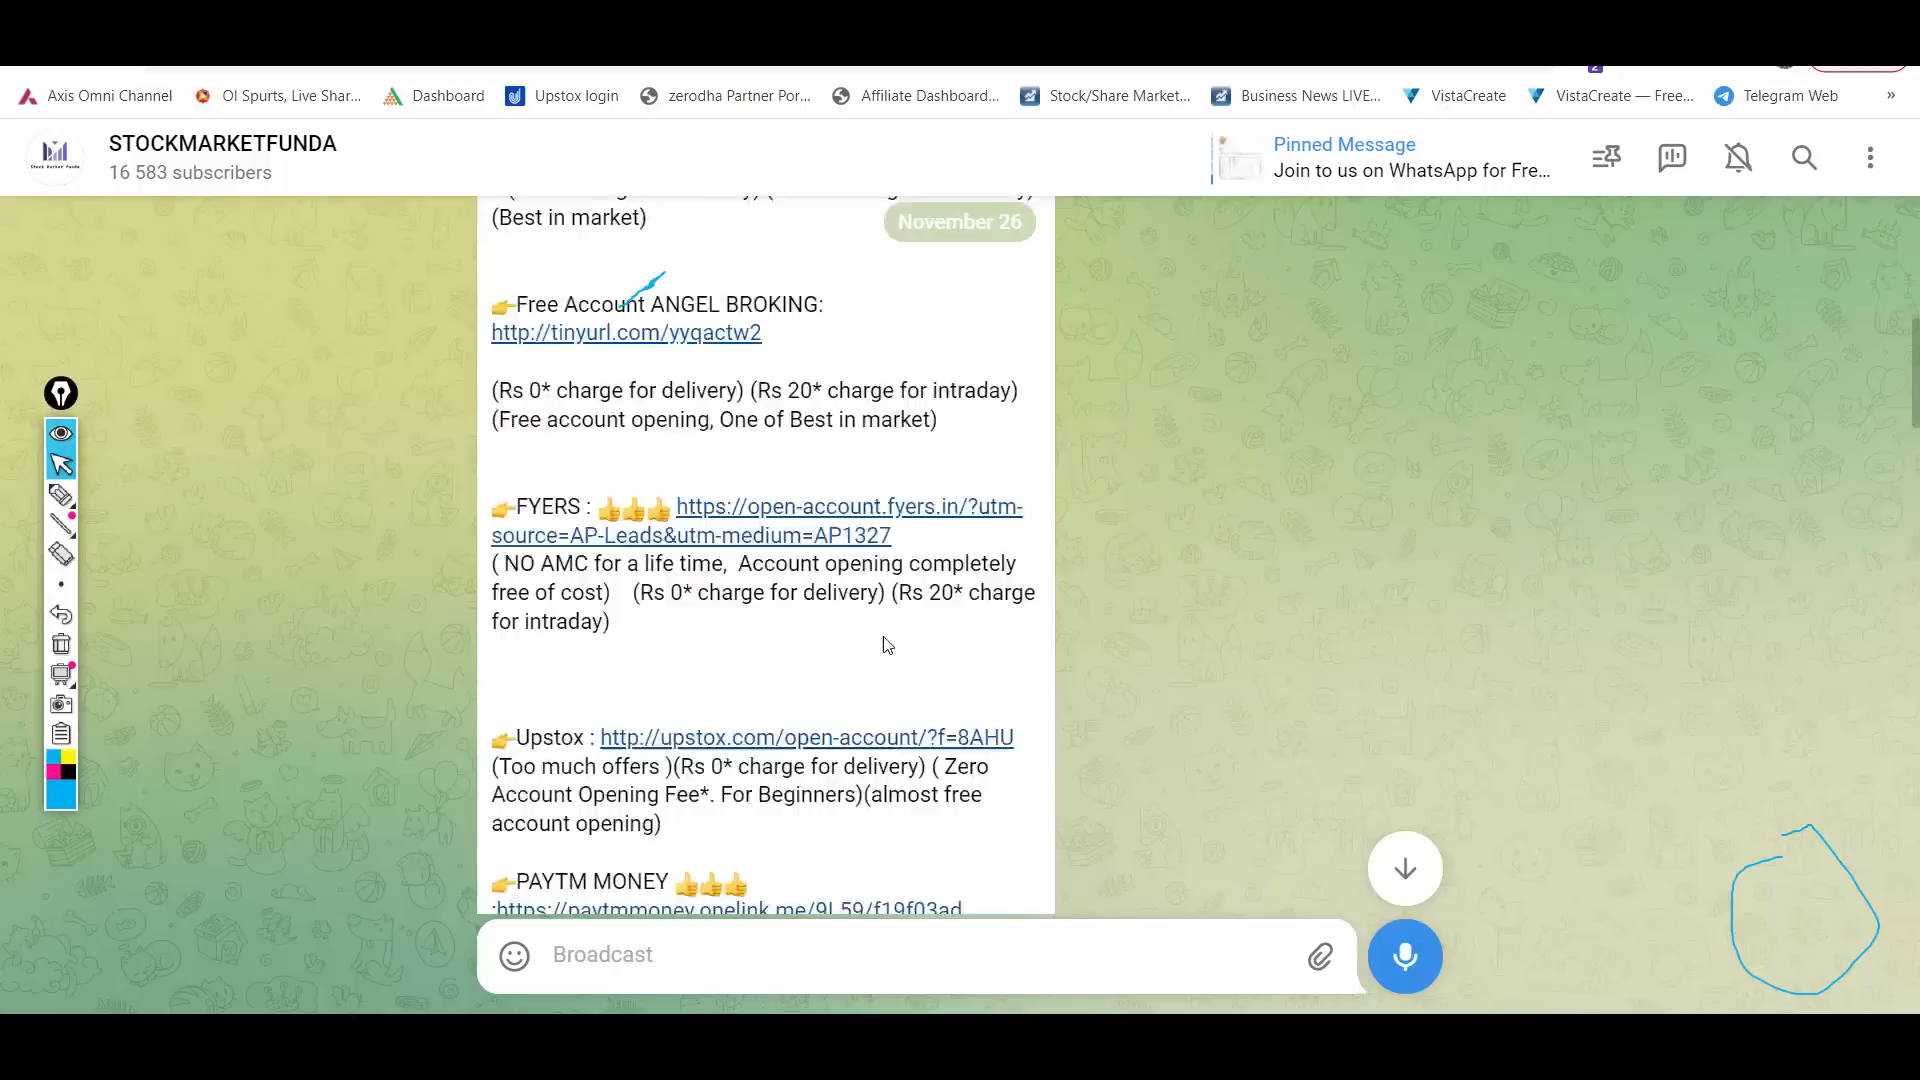 Axis Omni Channel
OI Spurts, Live Shar...
Dashboard
Upstox login
zerodha Partner Por...
Affiliate Dashboard...
Stock/Share Market...
Business News LIVE...
VistaCreate
VistaCreate — Free...
Telegram Web
»
STOCKMARKETFUNDA
16 583 subscribers
Pinned Message
Join to us on WhatsApp for Fre...
(Best in market)
November 26
👉Free Account ANGEL BROKING:
http://tinyurl.com/yyqactw2
(Rs 0* charge for delivery) (Rs 20* charge for intraday)
(Free account opening, One of Best in market)
👉FYERS : 👍👍👍 https://open-account.fyers.in/?utm-
source=AP-Leads&utm-medium=AP1327
( NO AMC for a life time, Account opening completely
free of cost) (Rs 0* charge for delivery) (Rs 20* charge
for intraday)
👉Upstox : http://upstox.com/open-account/?f=8AHU
(Too much offers )(Rs 0* charge for delivery) ( Zero
Account Opening Fee*. For Beginners)(almost free
account opening)
👉PAYTM MONEY 👍👍👍
:https://paytmmoney.onelink.me/9L59/f19f03ad
Broadcast